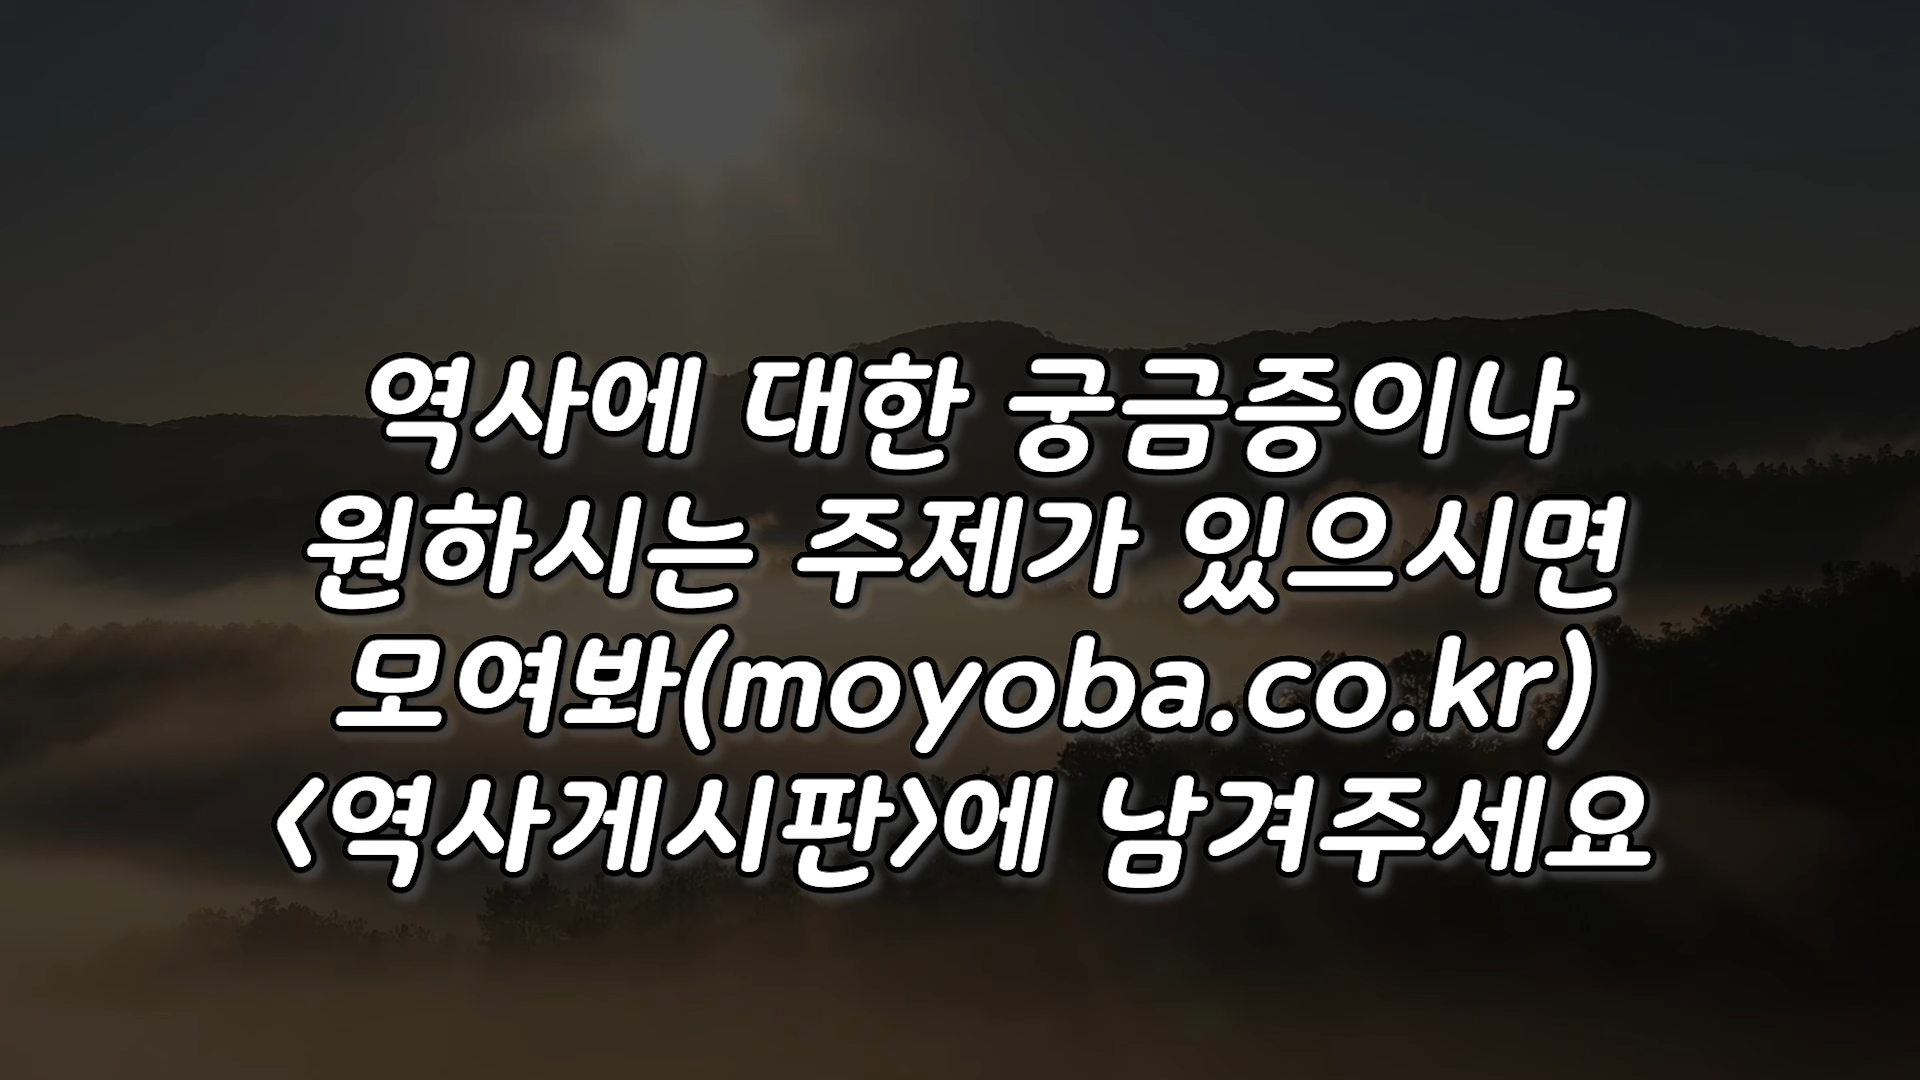 역사에 대한 궁금증이나
원하시는 주제가 있으시면
모여봐(moyoba.co.kr)
<역사게시판>에 남겨주세요